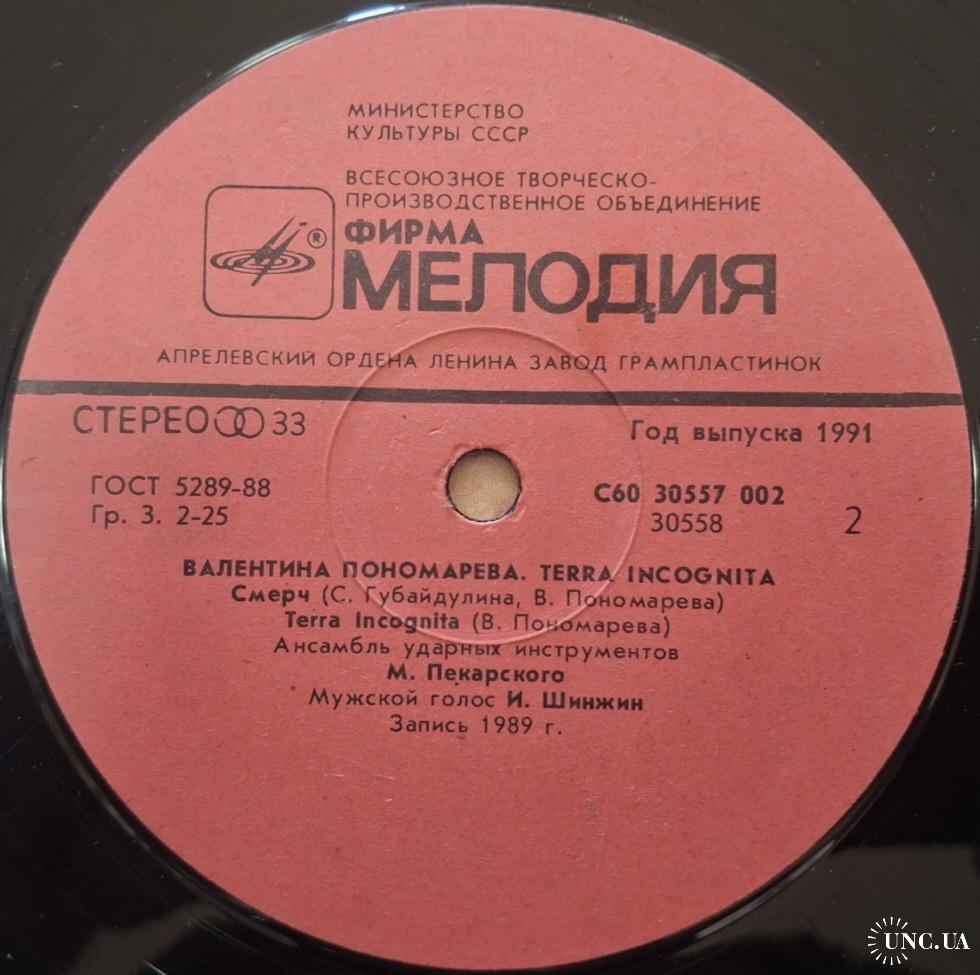 МИНИСТЕРСТВО
КУЛЬТУРЫ СССР
ВСЕСОЮЗНОЕ ТВОРЧЕСКО-
ПРОИЗВОДСТВЕННОЕ ОБЪЕДИНЕНИЕ
ФИРМА
®
МЕЛОДИЯ
АПРЕЛЕВСКИЙ ОРДЕНА ЛЕНИНА ЗАВОД ГРАМПЛАСТИНОК
СТЕРЕО 33
Год выпуска 1991
ГОСТ 5289-88
Гр. 3. 2-25
С60 30557 002
30558
2
ВАЛЕНТИНА ПОНОМАРЕВА. TERRA INCOGNITA
Смерч (С. Губайдулина, В. Пономарева)
Terra Incognita (В. Пономарева)
Ансамбль ударных инструментов
М. Пекарского
Мужской голос И. Шинжин
Запись 1989 г.
UNC.UA